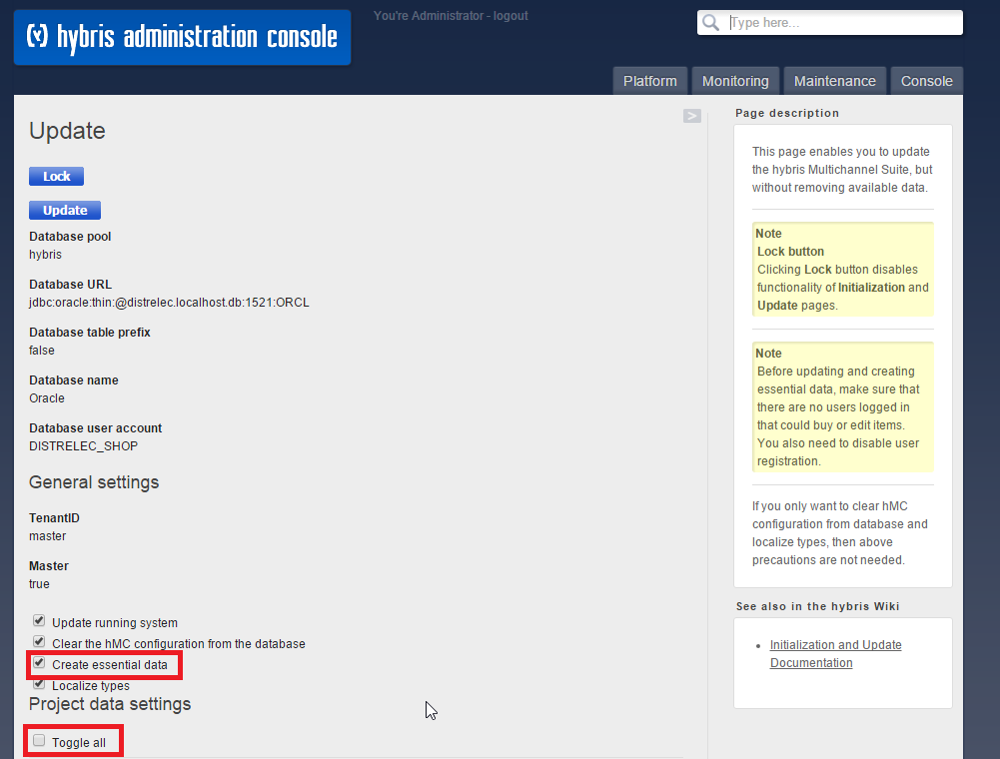 hybris administration console
You're Administrator - logout
Type here...
Platform
Monitoring
Maintenance
Console
Update
>
Lock
Update
Database pool
hybris
Database URL
jdbc:oracle:thin:@distrelec.localhost.db:1521:ORCL
Database table prefix
false
Database name
Oracle
Database user account
DISTRELEC_SHOP
General settings
TenantID
master
Master
true
Update running system
Clear the hMC configuration from the database
Create essential data
Localize types
Project data settings
Toggle all
Page description
This page enables you to update
the hybris Multichannel Suite, but
without removing available data.
Note
Lock button
Clicking Lock button disables
functionality of Initialization and
Update pages.
Note
Before updating and creating
essential data, make sure that
there are no users logged in
that could buy or edit items.
You also need to disable user
registration.
If you only want to clear hMC
configuration from database and
localize types, then above
precautions are not needed.
See also in the hybris Wiki
Initialization and Update
Documentation